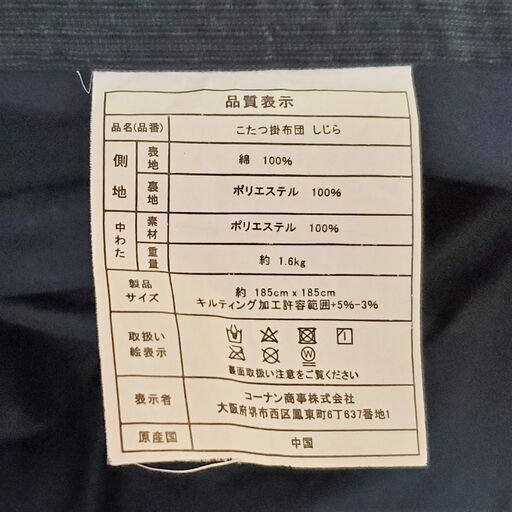 品質表示
品名(品番) こたつ掛布団 しじら
側地 表地 綿 100%
裏地 ポリエステル 100%
中わた 素材 ポリエステル 100%
重量 約 1.6kg
製品サイズ 約 185cm x 185cm
キルティング加工許容範囲+5%-3%
取扱い絵表示
裏面取扱い注意をご覧ください
表示者 コーナン商事株式会社
大阪府堺市西区鳳東町6丁637番地1
原産国 中国